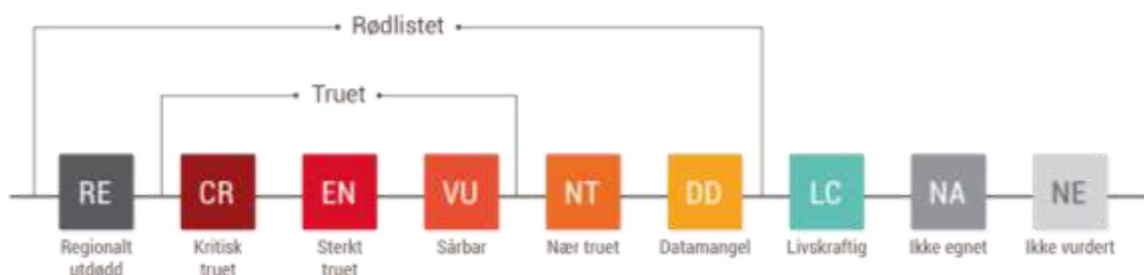 Rødlistet
Truet
RE
CR
EN
VU
NT
DD
LC
NA
NE
Regionalt
utdødd
Kritisk
truet
Sterkt
truet
Sårbar
Nær truet
Datamangel
Livskraftig
Ikke egnet
Ikke vurdert